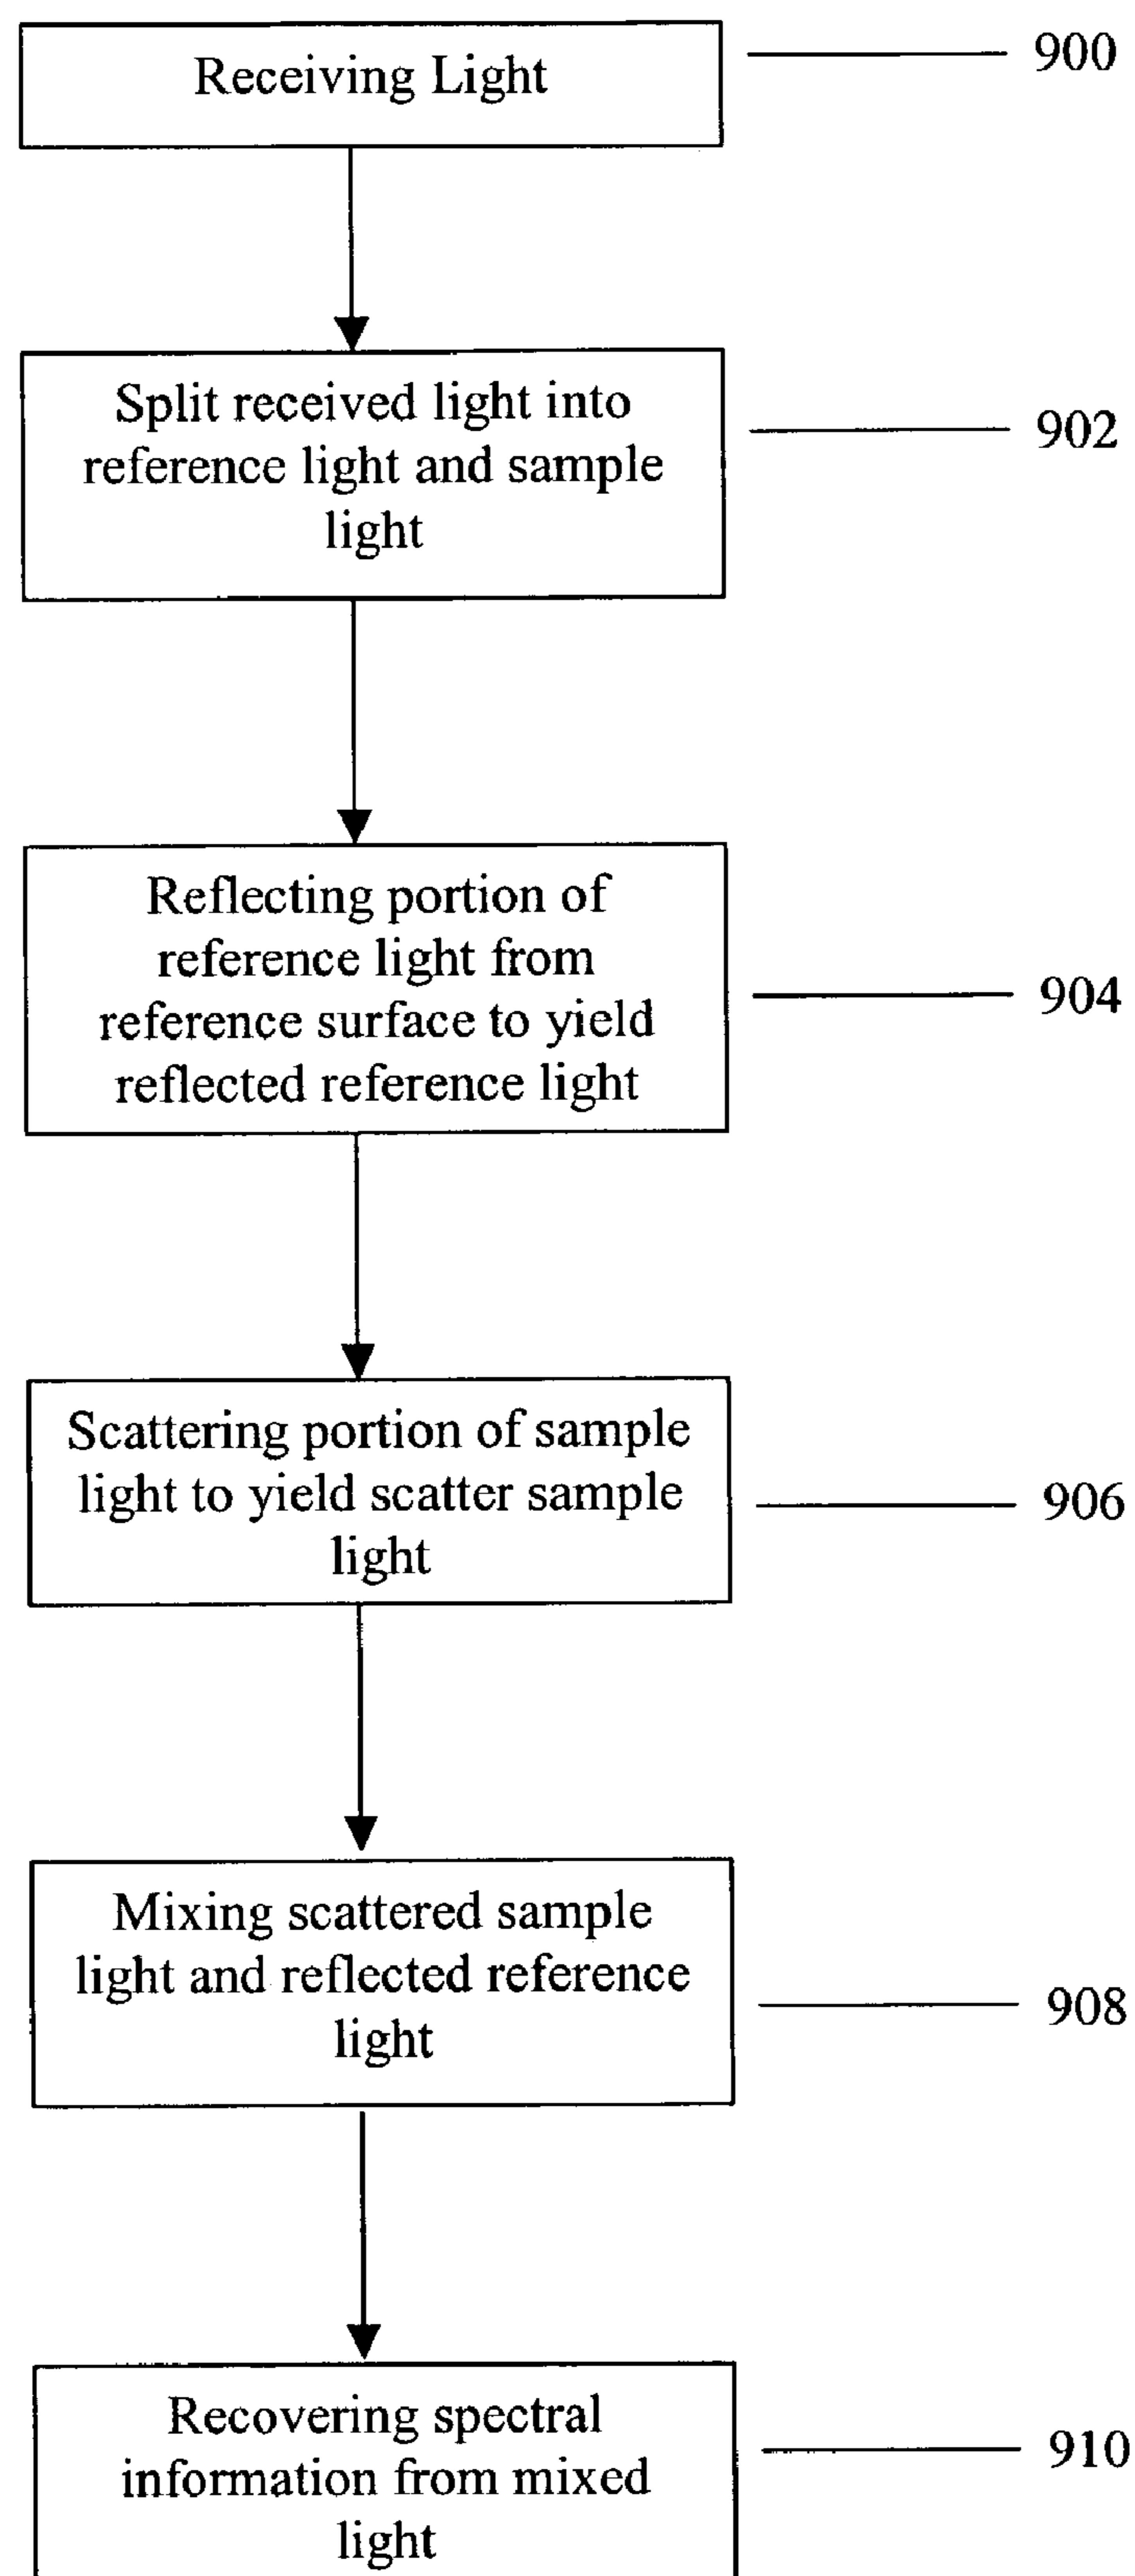 Receiving Light
900
Split received light into
reference light and sample
light
902
Reflecting portion of
reference light from
reference surface to yield
reflected reference light
904
Scattering portion of sample
light to yield scatter sample
light
906
Mixing scattered sample
light and reflected reference
light
908
Recovering spectral
information from mixed
light
910